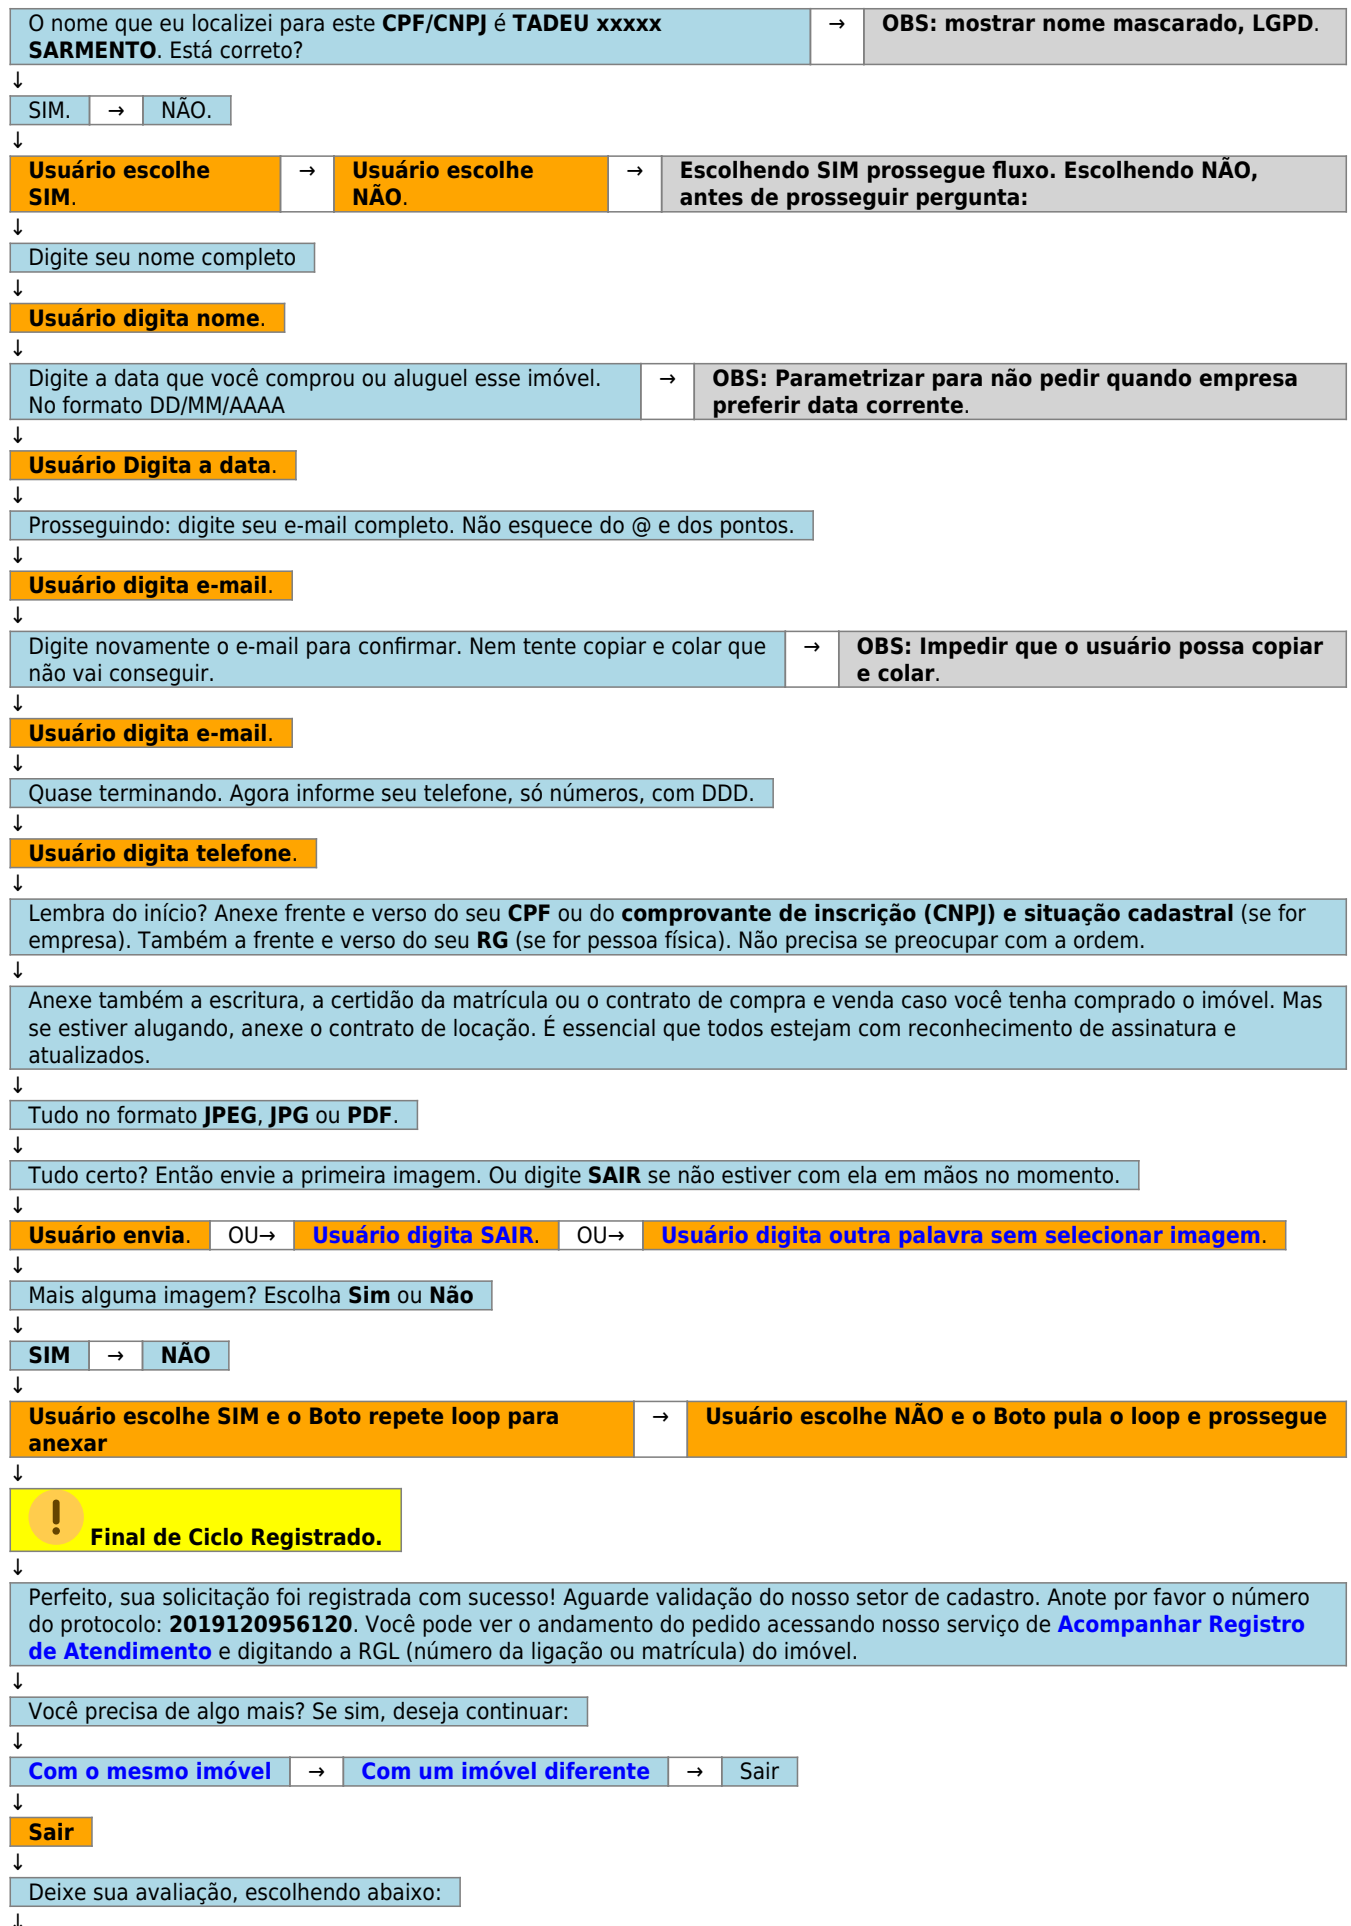 O nome que eu localizei para este CPF/CNPJ é TADEU xxxxx → OBS: mostrar nome mascarado, LGPD.
SARMENTO. Está correto?
↓
SIM. → NÃO.
↓
Usuário escolhe → Usuário escolhe → Escolhendo SIM prossegue fluxo. Escolhendo NÃO,
SIM. NÃO. antes de prosseguir pergunta:
↓
Digite seu nome completo
↓
Usuário digita nome.
↓
Digite a data que você comprou ou aluguel esse imóvel. → OBS: Parametrizar para não pedir quando empresa
No formato DD/MM/AAAA preferir data corrente.
↓
Usuário Digita a data.
↓
Prosseguindo: digite seu e-mail completo. Não esquece do @ e dos pontos.
↓
Usuário digita e-mail.
↓
Digite novamente o e-mail para confirmar. Nem tente copiar e colar que → OBS: Impedir que o usuário possa copiar
não vai conseguir. e colar.
↓
Usuário digita e-mail.
↓
Quase terminando. Agora informe seu telefone, só números, com DDD.
↓
Usuário digita telefone.
↓
Lembra do início? Anexe frente e verso do seu CPF ou do comprovante de inscrição (CNPJ) e situação cadastral (se for
empresa). Também a frente e verso do seu RG (se for pessoa física). Não precisa se preocupar com a ordem.
↓
Anexe também a escritura, a certidão da matrícula ou o contrato de compra e venda caso você tenha comprado o imóvel. Mas
se estiver alugando, anexe o contrato de locação. É essencial que todos estejam com reconhecimento de assinatura e
atualizados.
↓
Tudo no formato JPEG, JPG ou PDF.
↓
Tudo certo? Então envie a primeira imagem. Ou digite SAIR se não estiver com ela em mãos no momento.
↓
Usuário envia. OU→ Usuário digita SAIR. OU→ Usuário digita outra palavra sem selecionar imagem.
↓
Mais alguma imagem? Escolha Sim ou Não
↓
SIM → NÃO
↓
Usuário escolhe SIM e o Boto repete loop para → Usuário escolhe NÃO e o Boto pula o loop e prossegue
anexar
↓
! Final de Ciclo Registrado.
↓
Perfeito, sua solicitação foi registrada com sucesso! Aguarde validação do nosso setor de cadastro. Anote por favor o número
do protocolo: 2019120956120. Você pode ver o andamento do pedido acessando nosso serviço de Acompanhar Registro
de Atendimento e digitando a RGL (número da ligação ou matrícula) do imóvel.
↓
Você precisa de algo mais? Se sim, deseja continuar:
↓
Com o mesmo imóvel → Com um imóvel diferente → Sair
↓
Sair
↓
Deixe sua avaliação, escolhendo abaixo:
↓